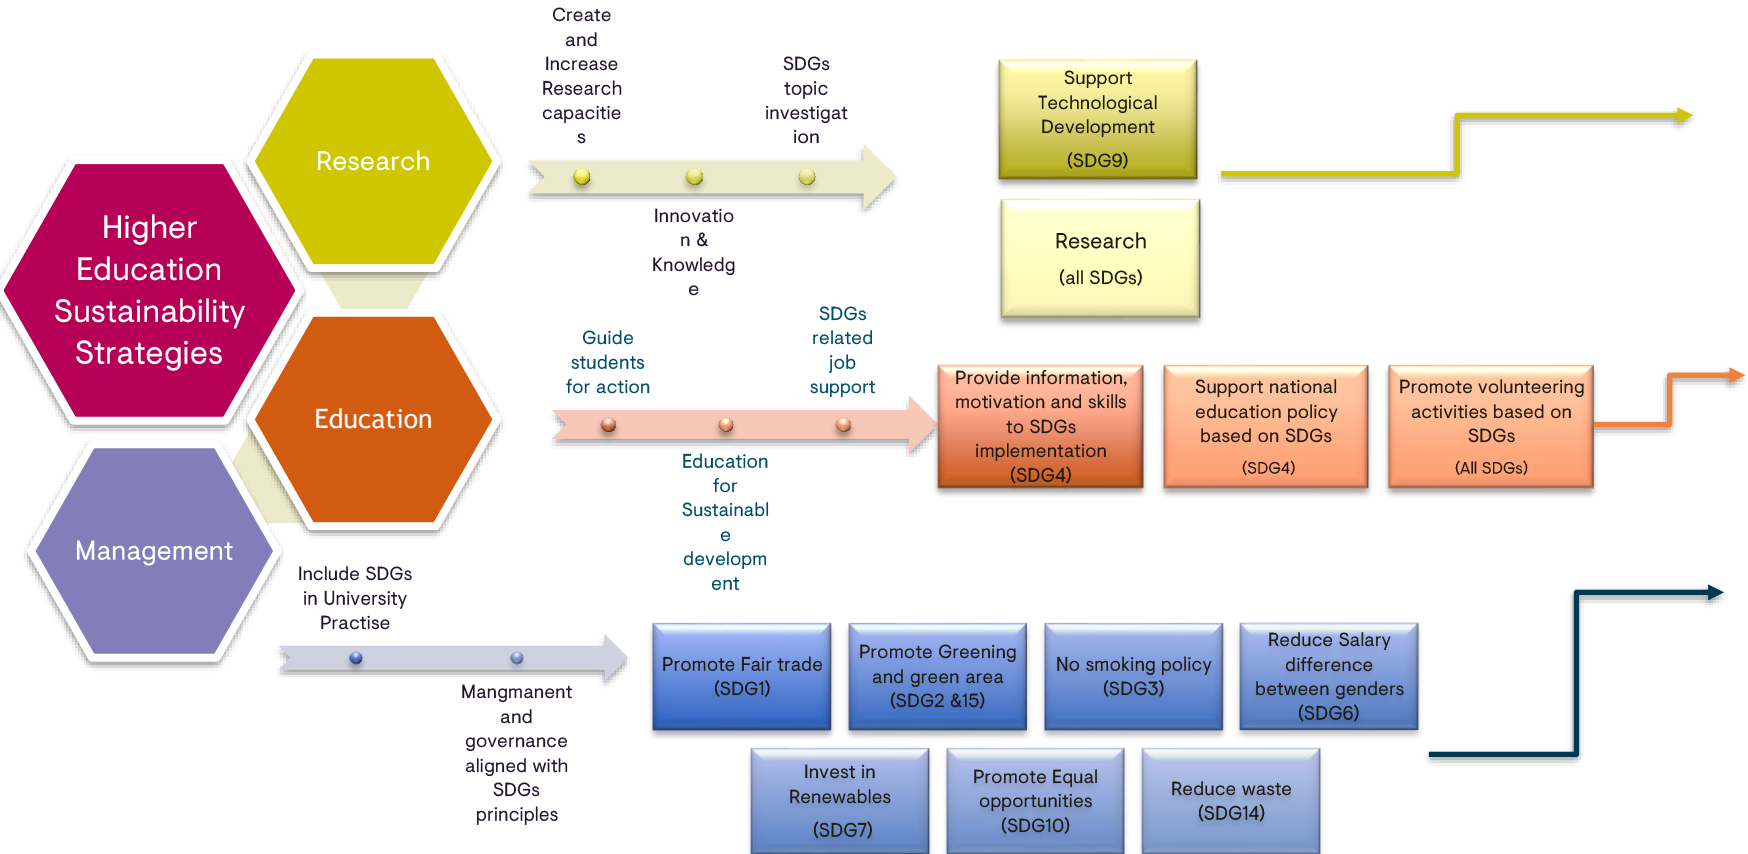 Higher
Education
Sustainability
Strategies
Research
Education
Management
Create
and
Increase
Research
capacitie
s
Innovatio
n &
Knowledg
e
SDGs
topic
investigat
ion
Support
Technological
Development
(SDG9)
Research
(all SDGs)
Guide
students
for action
Education
for
Sustainabl
e
developm
ent
SDGs
related
job
support
Provide information,
motivation and skills
to SDGs
implementation
(SDG4)
Support national
education policy
based on SDGs
(SDG4)
Promote volunteering
activities based on
SDGs
(All SDGs)
Include SDGs
in University
Practise
Mangmanent
and
governance
aligned with
SDGs
principles
Promote Fair trade
(SDG1)
Promote Greening
and green area
(SDG2 &15)
No smoking policy
(SDG3)
Reduce Salary
difference
between genders
(SDG6)
Invest in
Renewables
(SDG7)
Promote Equal
opportunities
(SDG10)
Reduce waste
(SDG14)